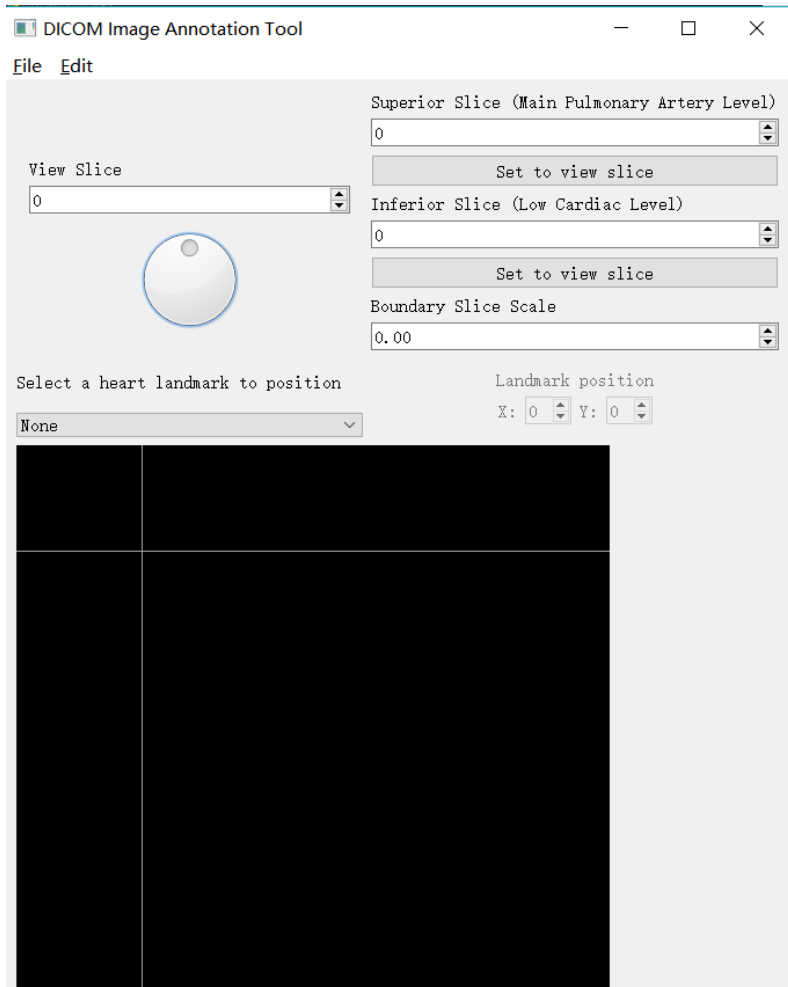 DICOM Image Annotation Tool
File Edit
Superior Slice (Main Pulmonary Artery Level)
0
Set to view slice
View Slice
0
Inferior Slice (Low Cardiac Level)
0
Set to view slice
Boundary Slice Scale
0.00
Select a heart landmark to position
None
Landmark position
X: 0 Y: 0